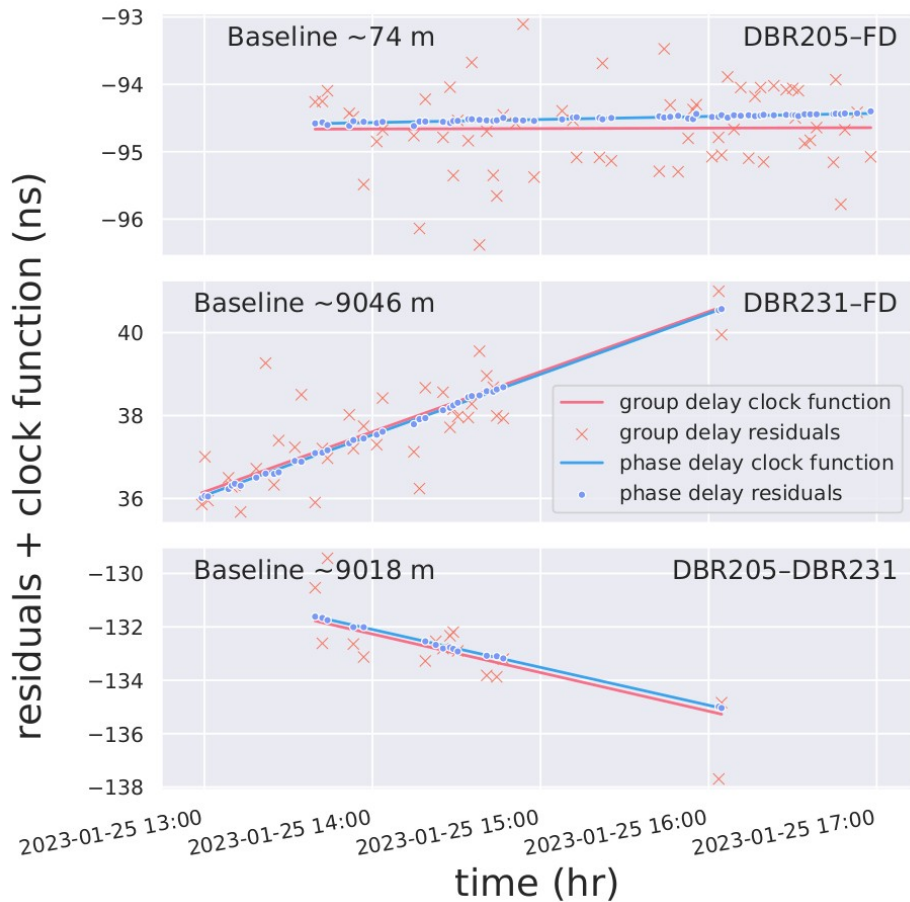 residuals + clock function (ns)
Baseline ~74 m
DBR205–FD
−93
−94
−95
−96
Baseline ~9046 m
DBR231–FD
40
38
36
group delay clock function
group delay residuals
phase delay clock function
phase delay residuals
Baseline ~9018 m
DBR205–DBR231
−130
−132
−134
−136
−138
2023-01-25 13:00
2023-01-25 14:00
2023-01-25 15:00
2023-01-25 16:00
2023-01-25 17:00
time (hr)